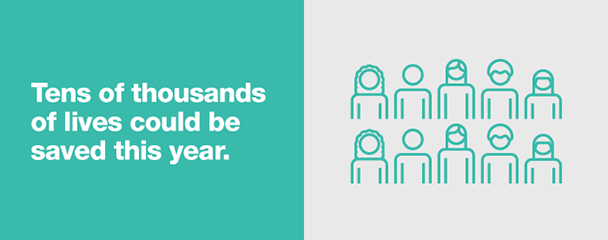 Tens of thousands
of lives could be
saved this year.